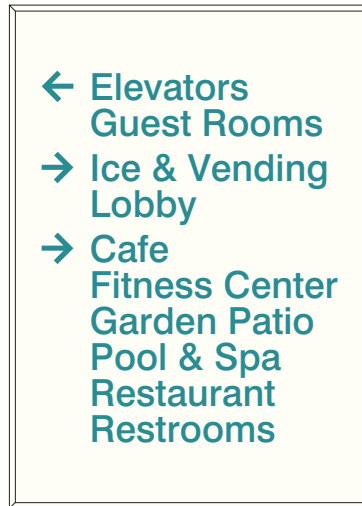 ← Elevators
Guest Rooms
→ Ice & Vending
Lobby
→ Cafe
Fitness Center
Garden Patio
Pool & Spa
Restaurant
Restrooms